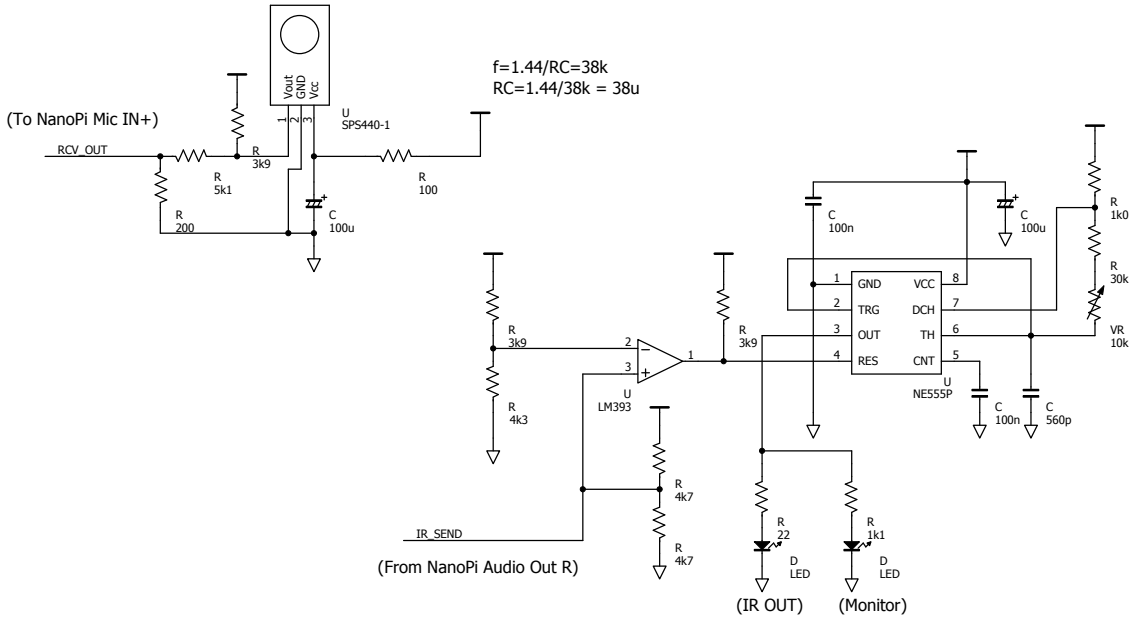 f=1.44/RC=38k
RC=1.44/38k = 38u
Vout
GND
Vcc
1
2
3
U
SPS440-1
(To NanoPi Mic IN+)
RCV_OUT
R
3k9
R
5k1
R
200
R
100
C
100u
C
100n
C
100u
R
1k0
R
30k
VR
10k
1
GND
VCC
8
2
TRG
DCH
7
3
OUT
TH
6
4
RES
CNT
5
U
NE555P
R
3k9
R
4k3
2
3
1
U
LM393
R
3k9
C
100n
C
560p
R
4k7
R
4k7
IR_SEND
(From NanoPi Audio Out R)
R
22
R
1k1
D
LED
D
LED
(IR OUT)
(Monitor)